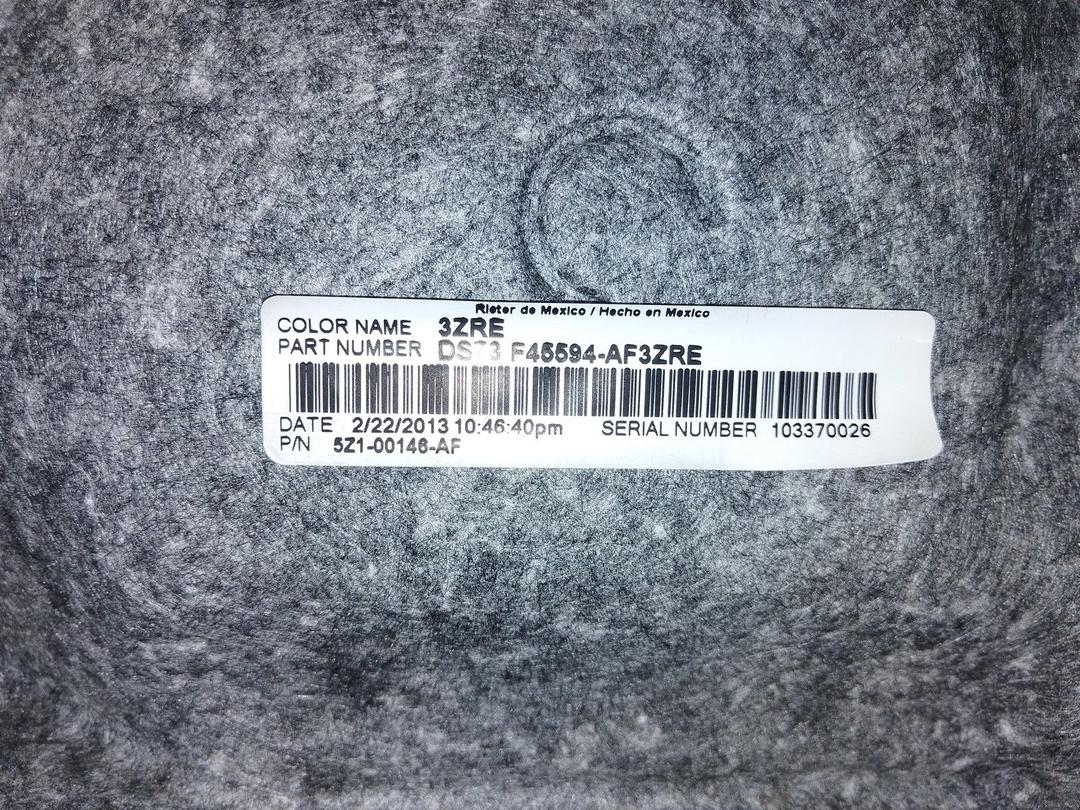 Rieter de Mexico / Hecho en Mexico
COLOR NAME 3ZRE
PART NUMBER DS73 F45594-AF3ZRE
DATE 2/22/2013 10:46:40pm SERIAL NUMBER 103370026
P/N 5Z1-00146-AF